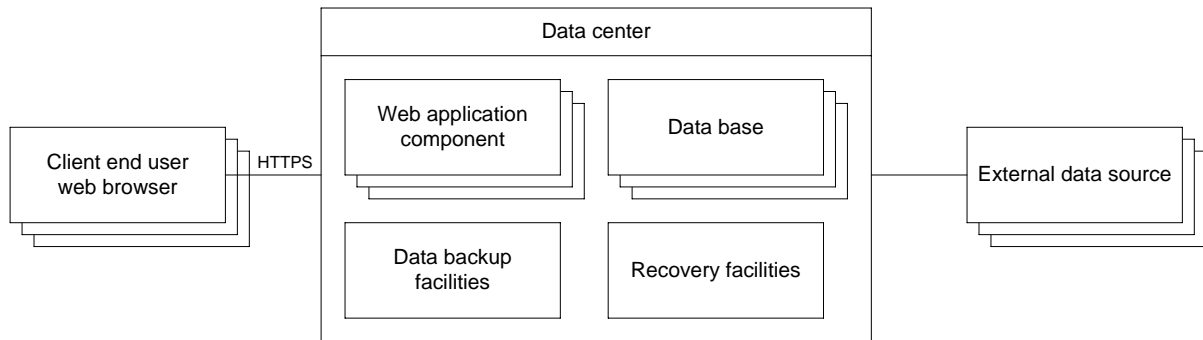 Data center
Web application
component
Data base
Client end user
web browser
HTTPS
External data source
Data backup
facilities
Recovery facilities